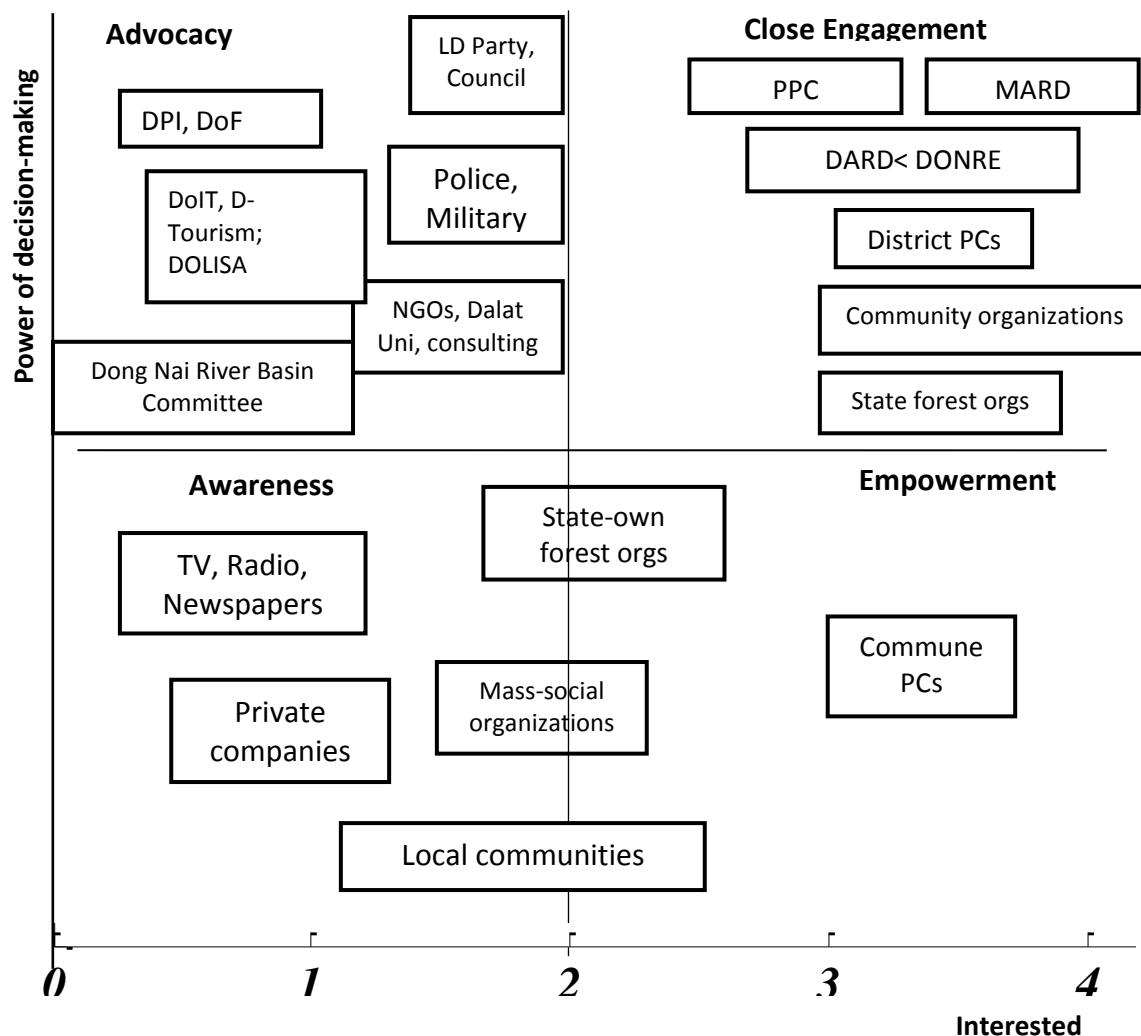 Advocacy
Close Engagement
LD Party,
Council
PPC
MARD
DPI, DoF
DARD< DONRE
Police,
Military
DoIT, D-
Tourism;
DOLISA
District PCs
NGOs, Dalat
Uni, consulting
Community organizations
Dong Nai River Basin
Committee
State forest orgs
Power of decision-making
Awareness
Empowerment
State-own
forest orgs
TV, Radio,
Newspapers
Commune
PCs
Mass-social
organizations
Private
companies
Local communities
0
1
2
3
4
Interested